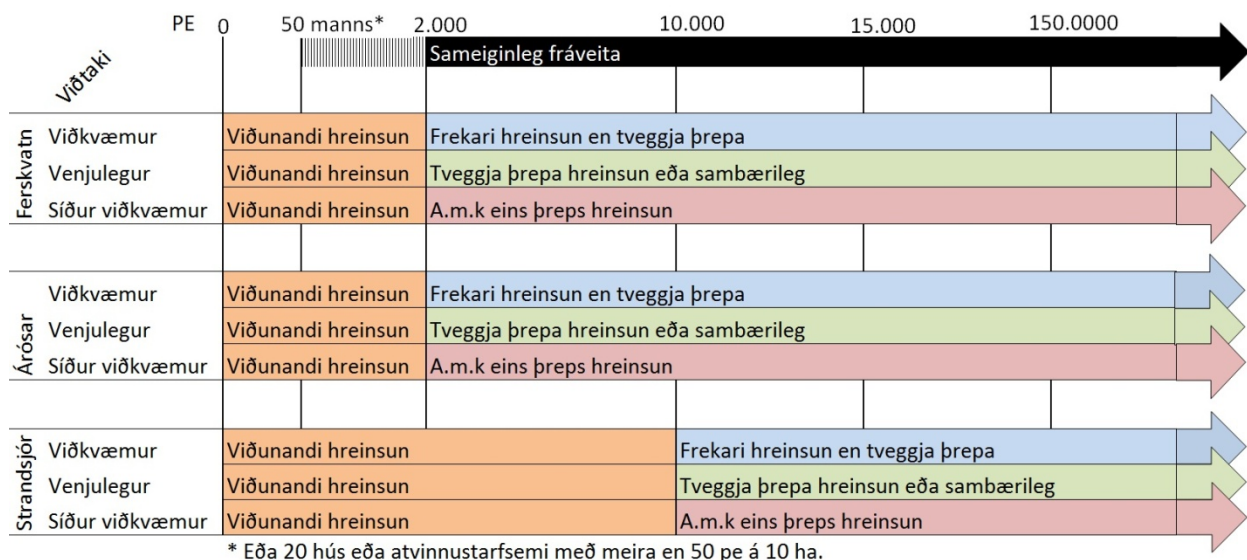 PE 0 50 manns* 2.000 10.000 15.000 150.0000
Sameiginleg fráveita
Viðtaki
Ferskvatn
Viðkvæmur Viðunandi hreinsun Frekari hreinsun en tveggja þrepa
Venjulegur Viðunandi hreinsun Tveggja þrepa hreinsun eða sambærileg
Síður viðkvæmur Viðunandi hreinsun A.m.k eins þreps hreinsun
Árósar
Viðkvæmur Viðunandi hreinsun Frekari hreinsun en tveggja þrepa
Venjulegur Viðunandi hreinsun Tveggja þrepa hreinsun eða sambærileg
Síður viðkvæmur Viðunandi hreinsun A.m.k eins þreps hreinsun
Strandsjór
Viðkvæmur Viðunandi hreinsun Frekari hreinsun en tveggja þrepa
Venjulegur Viðunandi hreinsun Tveggja þrepa hreinsun eða sambærileg
Síður viðkvæmur Viðunandi hreinsun A.m.k eins þreps hreinsun
* Eða 20 hús eða atvinnustarfsemi með meira en 50 pe á 10 ha.